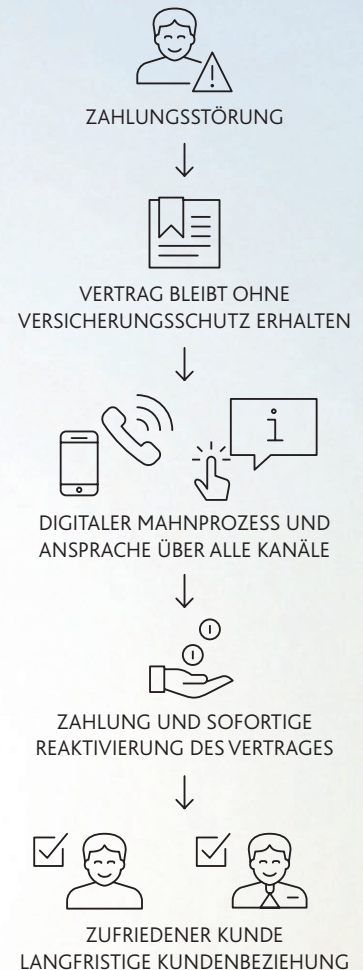 ZAHLUNGSSTÖRUNG
VERTRAG BLEIBT OHNE
VERSICHERUNGSSCHUTZ ERHALTEN
i
DIGITALER MAHNPROZESS UND
ANSPRACHE ÜBER ALLE KANÄLE
ZAHLUNG UND SOFORTIGE
REAKTIVIERUNG DES VERTRAGES
ZUFRIEDENER KUNDE
LANGFRISTIGE KUNDENBEZIEHUNG